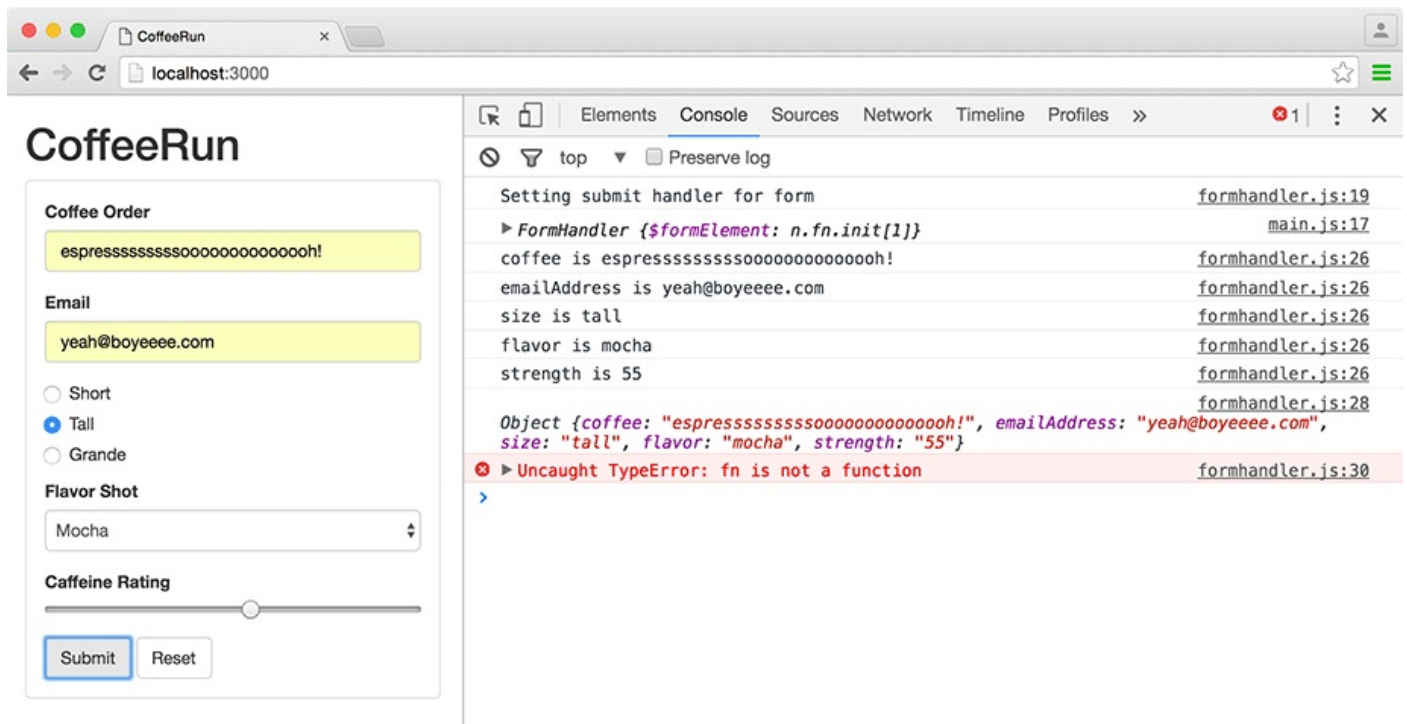 CoffeeRun
localhost:3000
CoffeeRun
Coffee Order
espresssssssssoooooooooooooh!
Email
yeah@boyeeee.com
Short
Tall
Grande
Flavor Shot
Mocha
Caffeine Rating
Submit Reset
Elements Console Sources Network Timeline Profiles » 1
top Preserve log
Setting submit handler for form formhandler.js:19
FormHandler {$formElement: n.fn.init[1]} main.js:17
coffee is espresssssssssoooooooooooooh! formhandler.js:26
emailAddress is yeah@boyeeee.com formhandler.js:26
size is tall formhandler.js:26
flavor is mocha formhandler.js:26
strength is 55 formhandler.js:26
formhandler.js:28
Object {coffee: "espresssssssssoooooooooooooh!", emailAddress: "yeah@boyeeee.com",
size: "tall", flavor: "mocha", strength: "55"}
Uncaught TypeError: fn is not a function formhandler.js:30